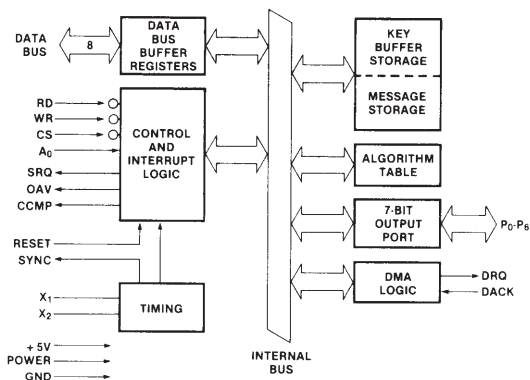 DATA
BUS
8
DATA
BUS
BUFFER
REGISTERS
RD
WR
CS
A0
SRQ
OAV
CCMP
CONTROL
AND
INTERRUPT
LOGIC
RESET
SYNC
X1
X2
TIMING
+ 5V
POWER
GND
INTERNAL
BUS
KEY
BUFFER
STORAGE
MESSAGE
STORAGE
ALGORITHM
TABLE
7-BIT
OUTPUT
PORT
P0-P6
DMA
LOGIC
DRQ
DACK